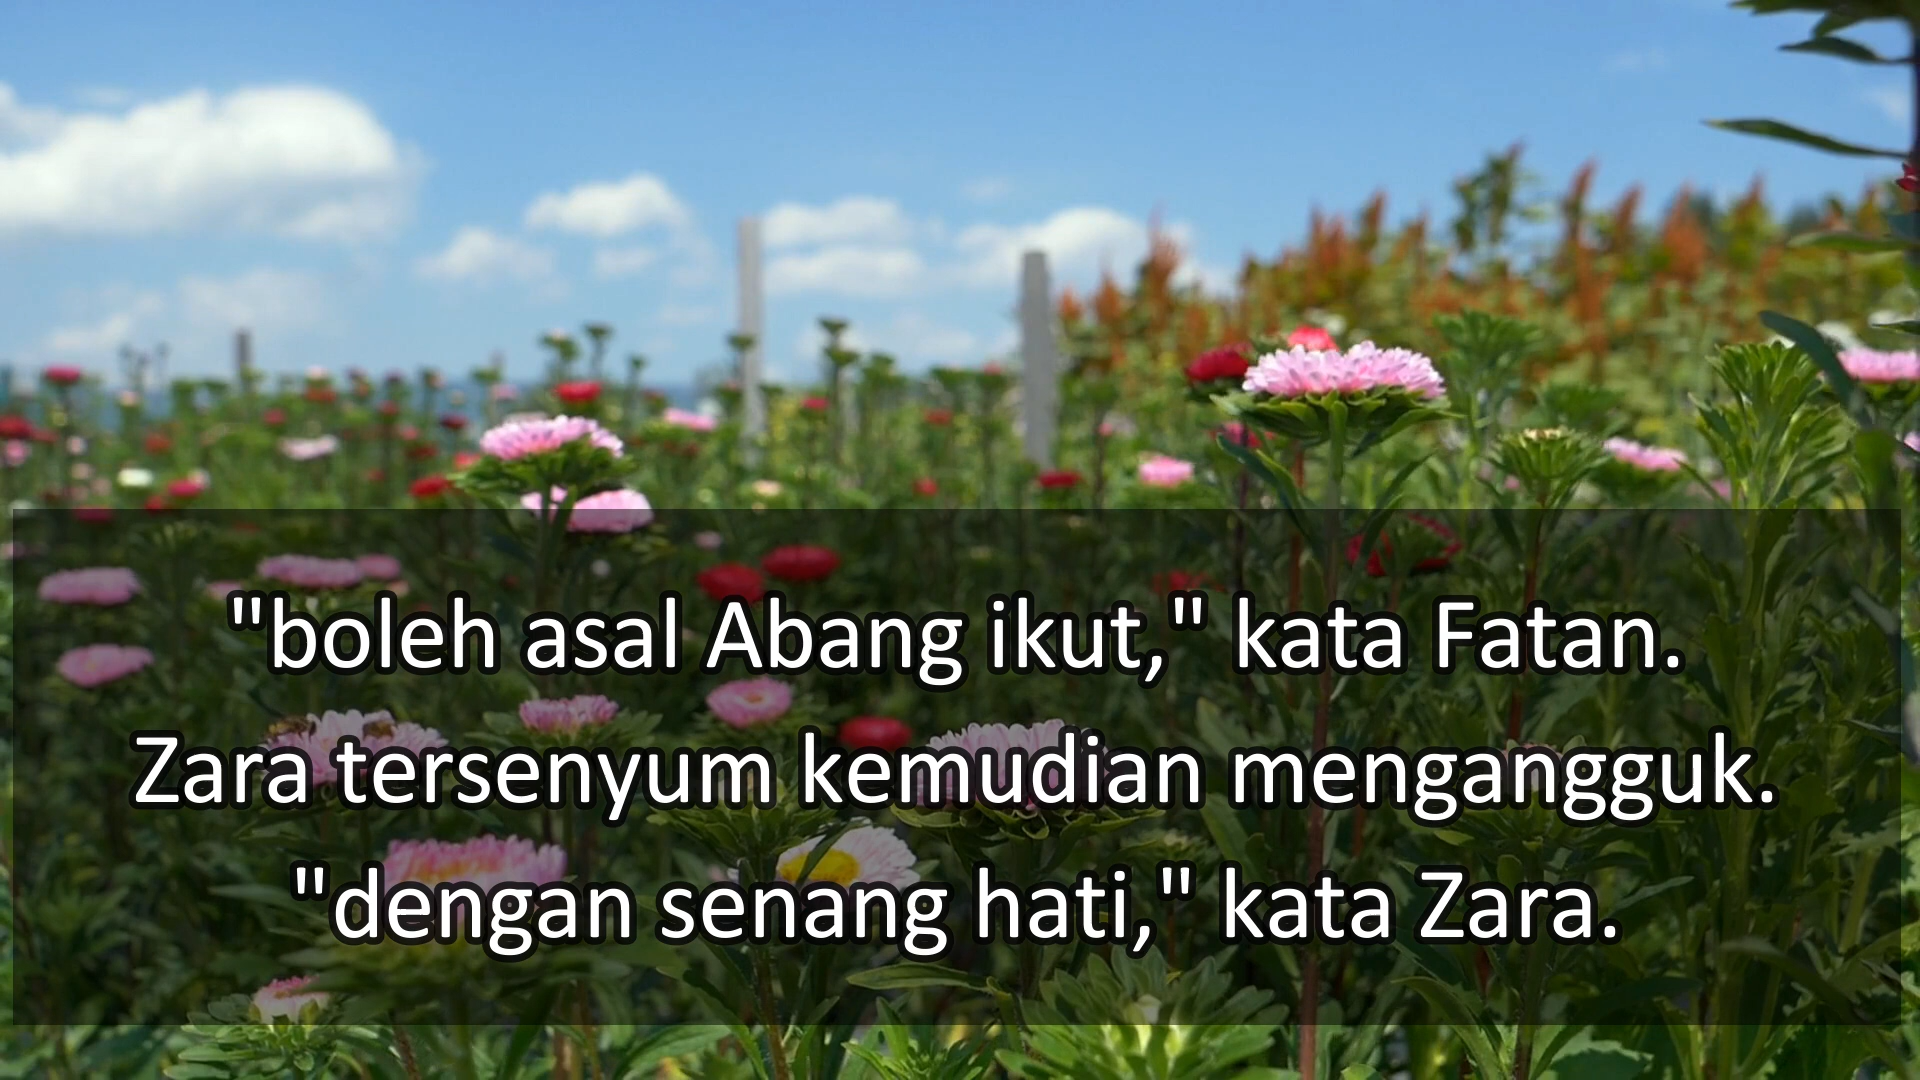 "boleh asal Abang ikut," kata Fatan.
Zara tersenyum kemudian mengangguk.
"dengan senang hati," kata Zara.